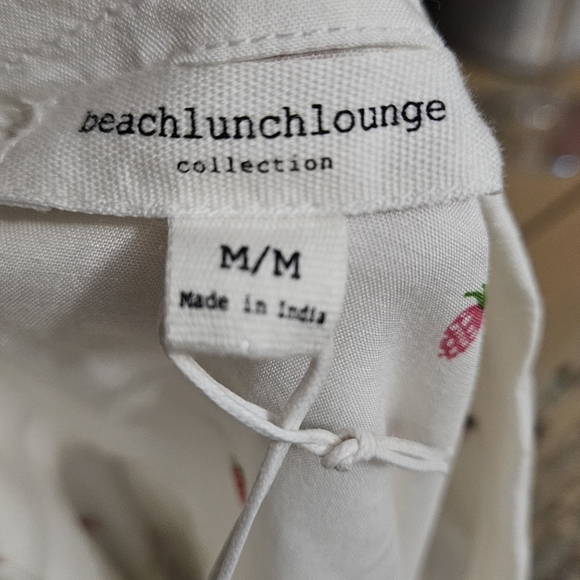 beachlunchlounge
collection
M/M
Made in India